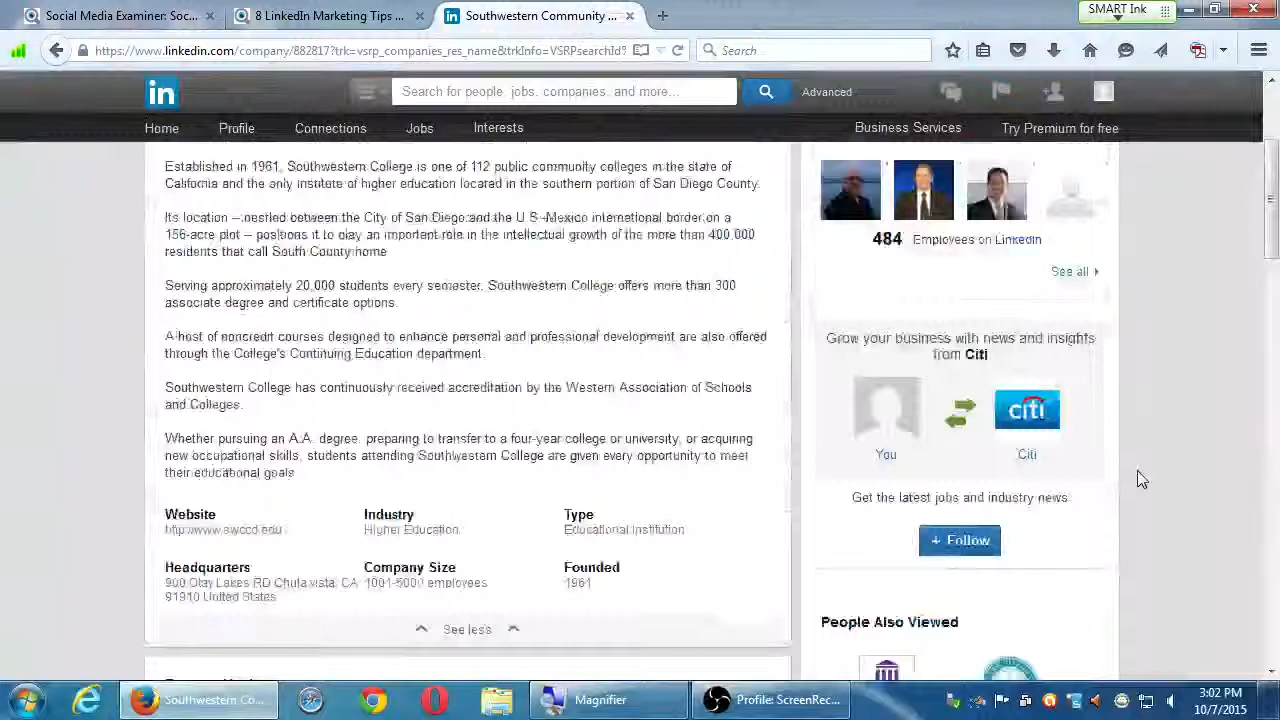 Social Media Examiner: Soc...
8 LinkedIn Marketing Tips ...
Southwestern Community ...
SMART Ink
https://www.linkedin.com/company/882817?trk=vsrp_companies_res_name&trkInfo=VSRPsearchId?
Search...
in
Search for people, jobs, companies, and more...
Advanced
Home Profile Connections Jobs Interests
Business Services Try Premium for free
Established in 1961, Southwestern College is one of 112 public community colleges in the state of
California and the only institute of higher education located in the southern portion of San Diego County.
Its location – nestled between the City of San Diego and the U.S.-Mexico international border on a
156-acre plot – positions it to play an important role in the intellectual growth of the more than 400,000
residents that call South County home.
Serving approximately 20,000 students every semester, Southwestern College offers more than 300
associate degree and certificate options.
A host of noncredit courses designed to enhance personal and professional development are also offered
through the College's Continuing Education department.
Southwestern College has continuously received accreditation by the Western Association of Schools
and Colleges.
Whether pursuing an A.A. degree, preparing to transfer to a four-year college or university, or acquiring
new occupational skills, students attending Southwestern College are given every opportunity to meet
their educational goals
Website Industry Type
http://www.swccd.edu Higher Education Educational Institution
Headquarters Company Size Founded
900 Otay Lakes RD Chula vista, CA 1001-5000 employees 1961
91910 United States
See less
484 Employees on LinkedIn
See all
Grow your business with news and insights
from Citi
citi
You Citi
Get the latest jobs and industry news
+ Follow
People Also Viewed
Southwestern Co...
Magnifier
Profile: ScreenRec...
3:02 PM
10/7/2015